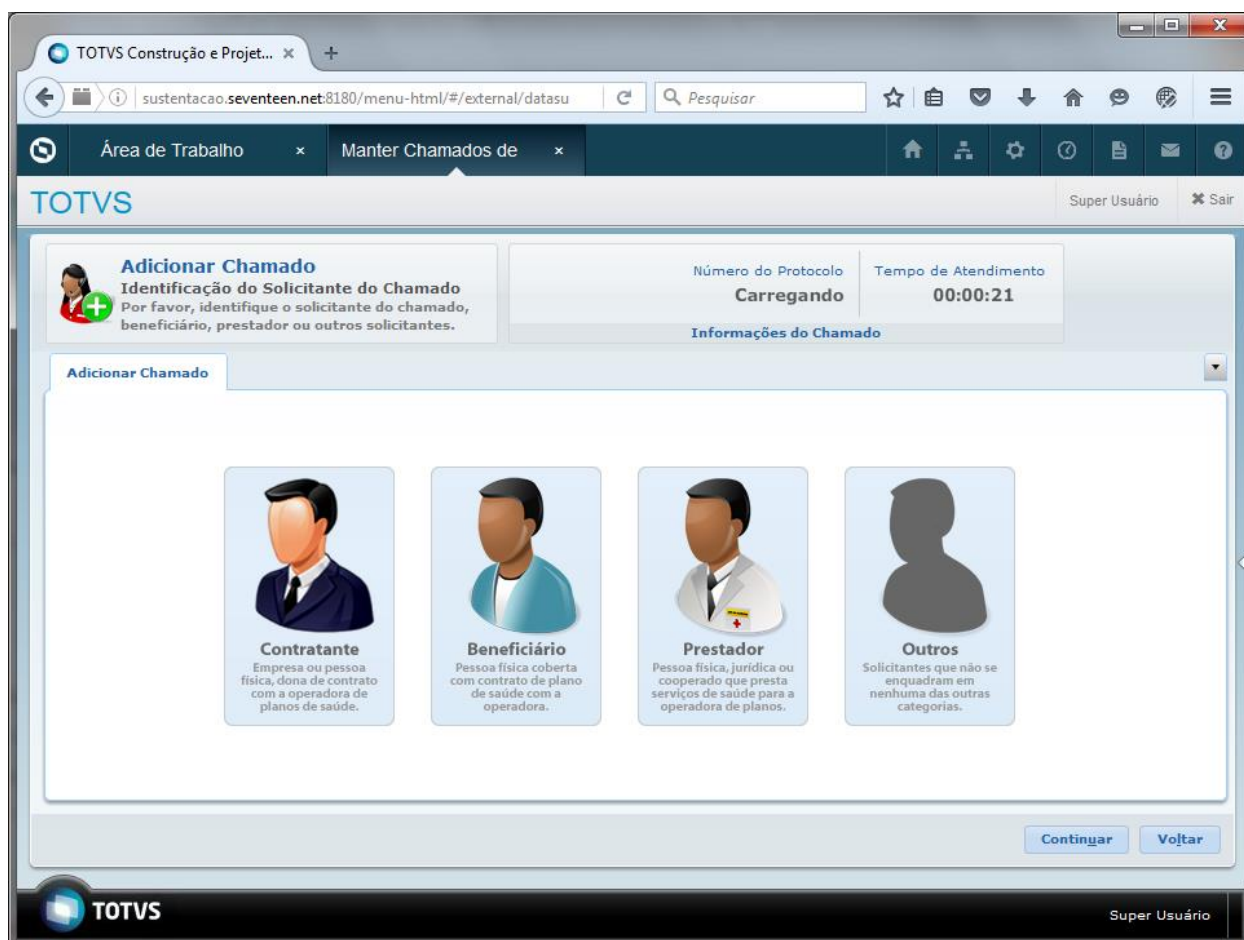 TOTVS Construção e Projet...
sustentacao.seventeen.net:8180/menu-html/#/external/datasu
Pesquisar
Área de Trabalho
Manter Chamados de
TOTVS
Super Usuário
Sair
Adicionar Chamado
Identificação do Solicitante do Chamado
Por favor, identifique o solicitante do chamado,
beneficiário, prestador ou outros solicitantes.
Número do Protocolo
Carregando
Tempo de Atendimento
00:00:21
Informações do Chamado
Adicionar Chamado
Contratante
Empresa ou pessoa
física, dona de contrato
com a operadora de
planos de saúde.
Beneficiário
Pessoa física coberta
com contrato de plano
de saúde com a
operadora.
Prestador
Pessoa física, jurídica ou
cooperado que presta
serviços de saúde para a
operadora de planos.
Outros
Solicitantes que não se
enquadram em
nenhuma das outras
categorias.
Continuar
Voltar
TOTVS
Super Usuário